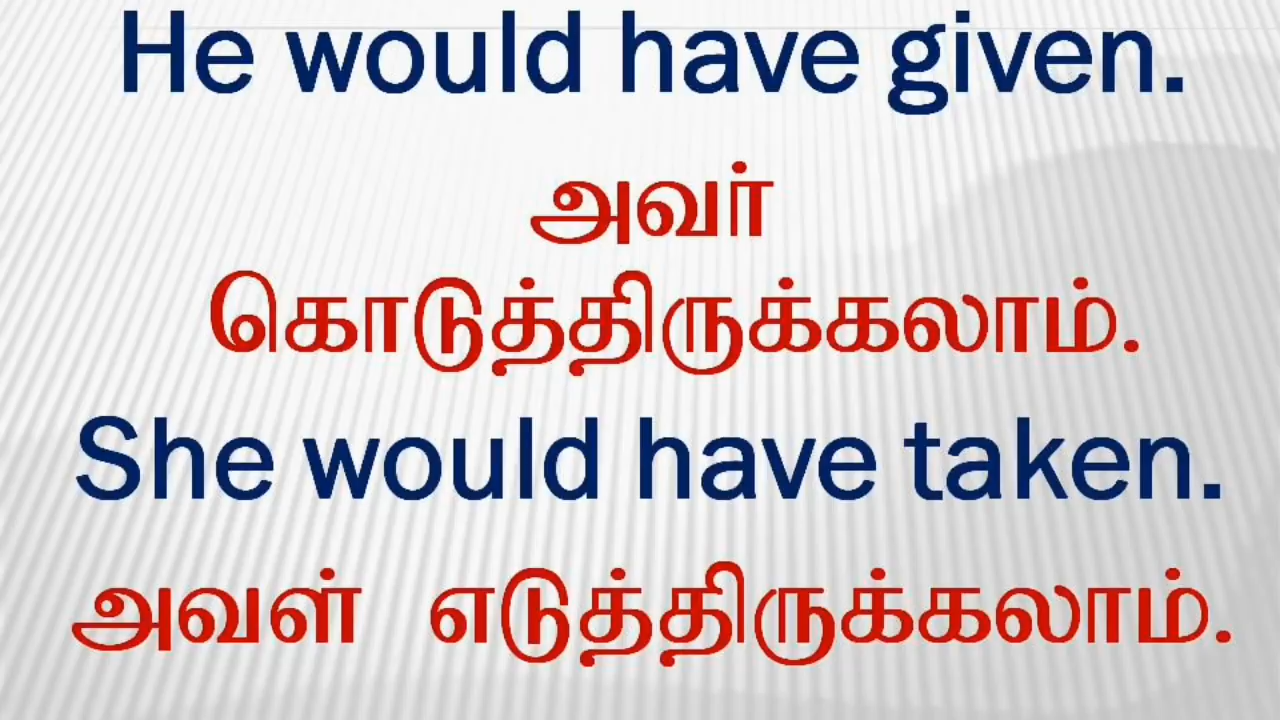 He would have given.
அவர்
கொடுத்திருக்கலாம்.
She would have taken.
அவள் எடுத்திருக்கலாம்.